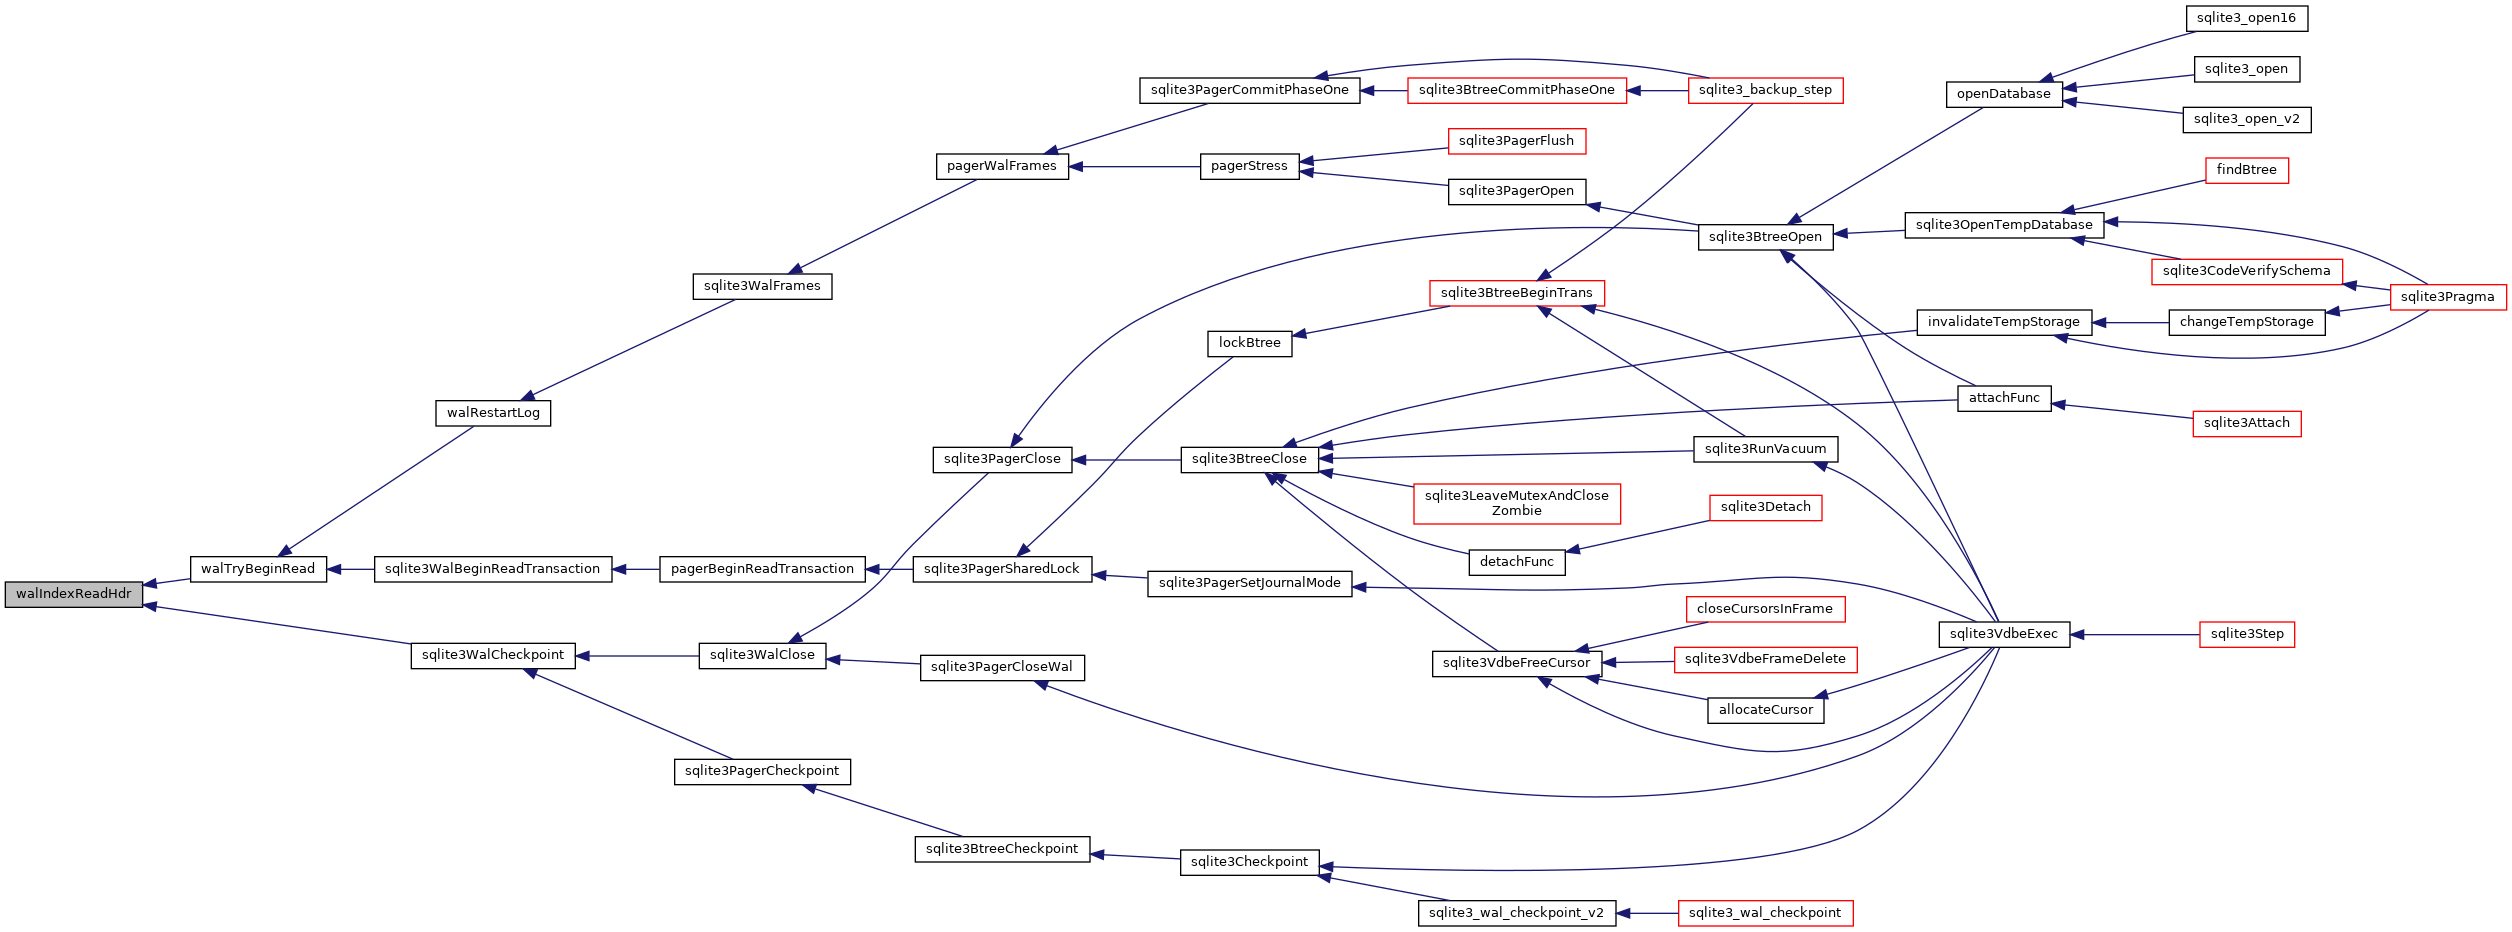 sqlite3_open16
sqlite3_open
sqlite3PagerCommitPhaseOne
sqlite3BtreeCommitPhaseOne
sqlite3_backup_step
openDatabase
sqlite3_open_v2
sqlite3PagerFlush
pagerWalFrames
pagerStress
findBtree
sqlite3PagerOpen
sqlite3OpenTempDatabase
sqlite3BtreeOpen
sqlite3CodeVerifySchema
sqlite3WalFrames
sqlite3BtreeBeginTrans
sqlite3Pragma
invalidateTempStorage
changeTempStorage
lockBtree
attachFunc
walRestartLog
sqlite3Attach
sqlite3PagerClose
sqlite3BtreeClose
sqlite3RunVacuum
sqlite3LeaveMutexAndClose
Zombie
sqlite3Detach
detachFunc
walTryBeginRead
sqlite3WalBeginReadTransaction
pagerBeginReadTransaction
sqlite3PagerSharedLock
sqlite3PagerSetJournalMode
walIndexReadHdr
closeCursorsInFrame
sqlite3VdbeExec
sqlite3Step
sqlite3WalCheckpoint
sqlite3WalClose
sqlite3PagerCloseWal
sqlite3VdbeFreeCursor
sqlite3VdbeFrameDelete
allocateCursor
sqlite3PagerCheckpoint
sqlite3BtreeCheckpoint
sqlite3Checkpoint
sqlite3_wal_checkpoint_v2
sqlite3_wal_checkpoint